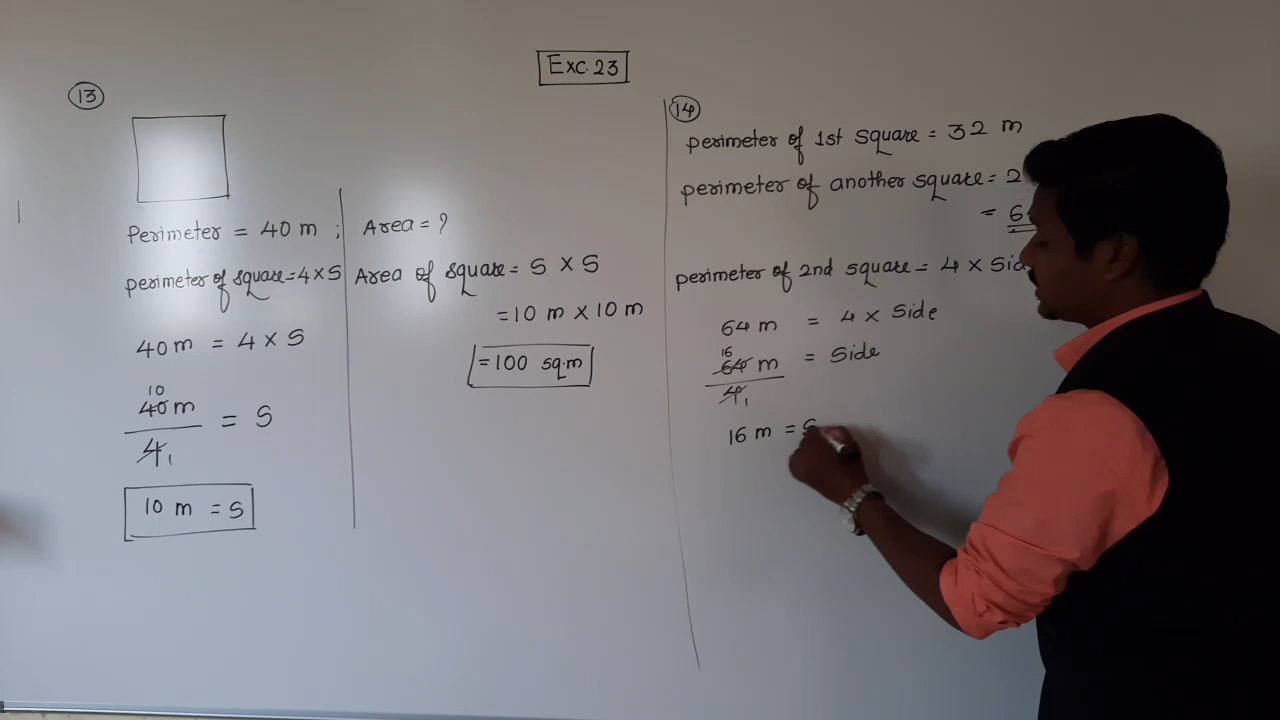 Exc. 23
13
Perimeter = 40 m ; Area = ?
perimeter of square = 4 × S
40 m = 4 × S
10
40 m
4 1
= S
10 m = S
Area of square = S × S
= 10 m × 10 m
= 100 sq.m
14
perimeter of 1st square = 32 m
perimeter of another square = 2
= 6
perimeter of 2nd square = 4 ×
64 m = 4 × Side
16
64 m = Side
4 1
16 m = S